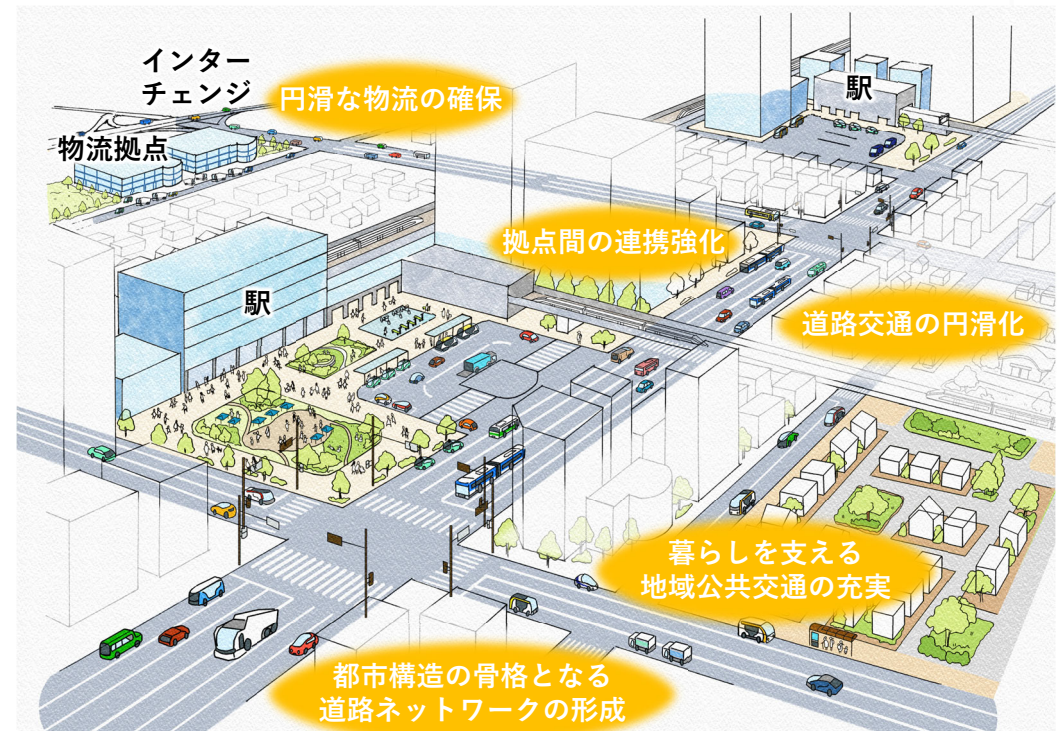 インター
チェンジ
円滑な物流の確保
駅
物流拠点
拠点間の連携強化
駅
道路交通の円滑化
暮らしを支える
地域公共交通の充実
都市構造の骨格となる
道路ネットワークの形成